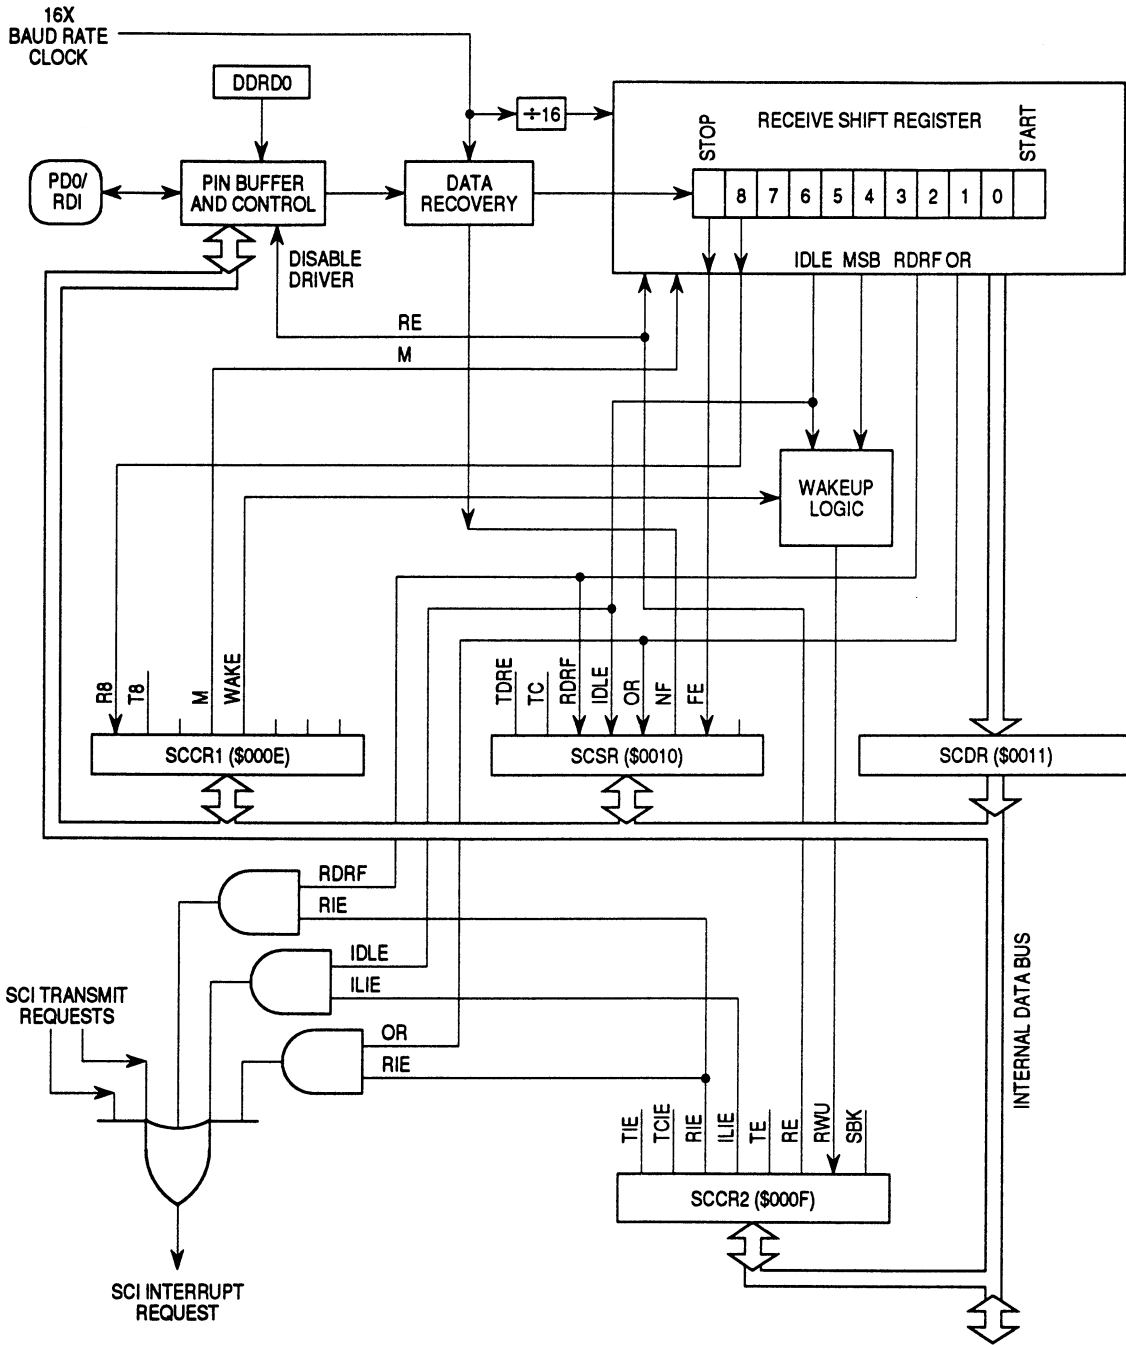 16X
BAUD RATE
CLOCK
DDRD0
÷16
RECEIVE SHIFT REGISTER
STOP
START
PD0/
RDI
PIN BUFFER
AND CONTROL
DATA
RECOVERY
8 7 6 5 4 3 2 1 0
DISABLE
DRIVER
IDLE MSB RDRF OR
RE
M
WAKEUP
LOGIC
R8
T8
M
WAKE
TDRE
TC
RDRF
IDLE
OR
NF
FE
SCCR1 ($000E)
SCSR ($0010)
SCDR ($0011)
RDRF
RIE
IDLE
ILIE
OR
RIE
SCI TRANSMIT
REQUESTS
INTERNAL DATA BUS
TIE
TCIE
RIE
ILIE
TE
RE
RWU
SBK
SCCR2 ($000F)
SCI INTERRUPT
REQUEST